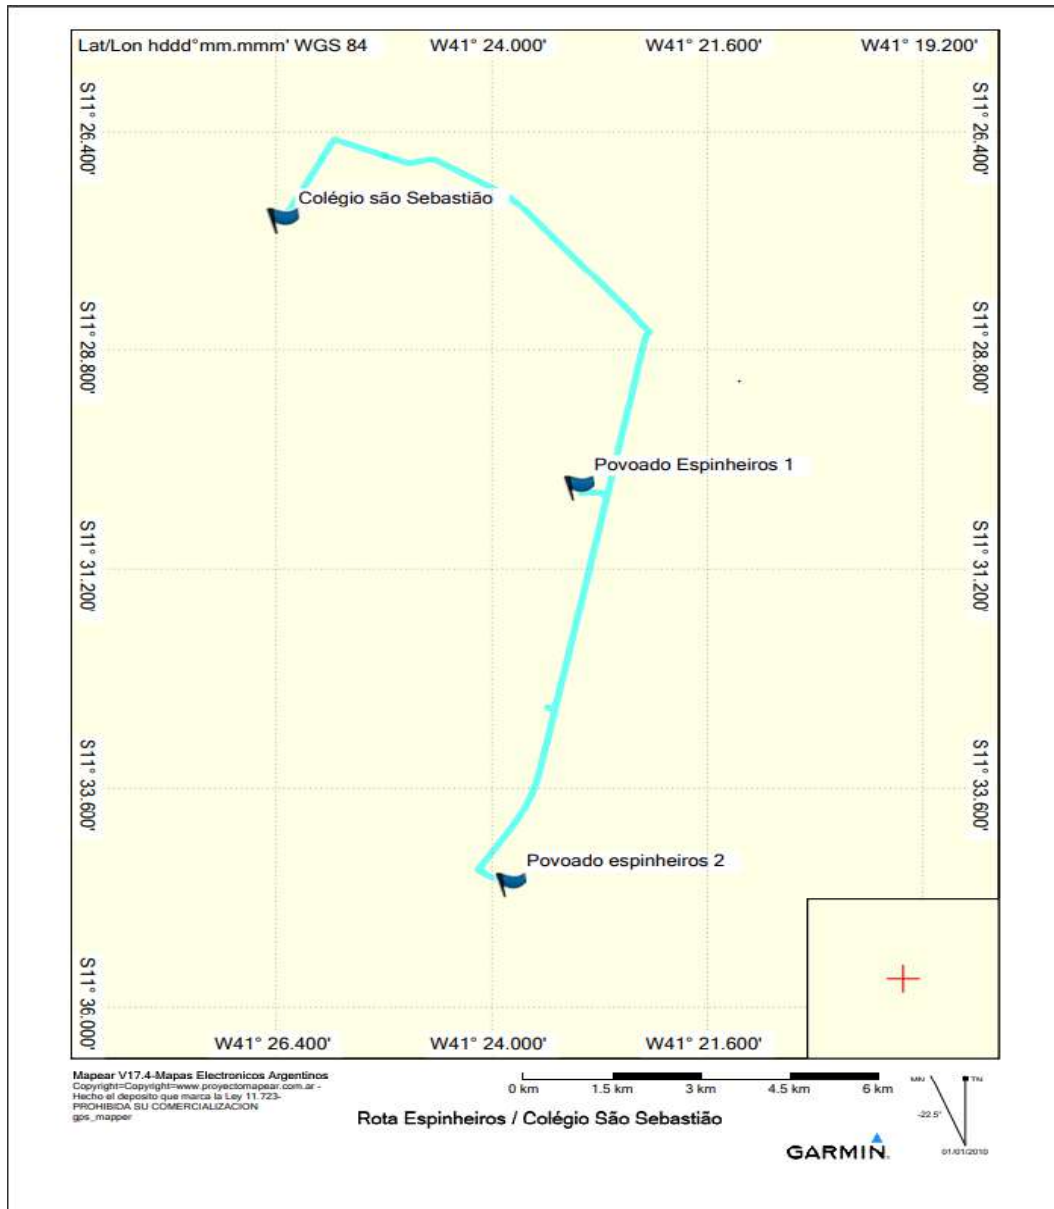 Lat/Lon hddd°mm.mmm' WGS 84
W41° 24.000'
W41° 21.600'
W41° 19.200'
S11° 26.400'
S11° 26.400'
Colégio são Sebastião
S11° 28.800'
S11° 28.800'
Povoado Espinheiros 1
S11° 31.200'
S11° 31.200'
S11° 33.600'
S11° 33.600'
Povoado espinheiros 2
S11° 36.000'
W41° 26.400'
W41° 24.000'
W41° 21.600'
Mapear V17.4-Mapas Electronicos Argentinos
Copyright=Copyright=www.proyectomapear.com.ar -
Hecho el deposito que marca la Ley 11.723-
PROHIBIDA SU COMERCIALIZACION
gps_mapper
0 km
1.5 km
3 km
4.5 km
6 km
Rota Espinheiros / Colégio São Sebastião
GARMIN.
MN
TN
-22.5°
01/01/2010